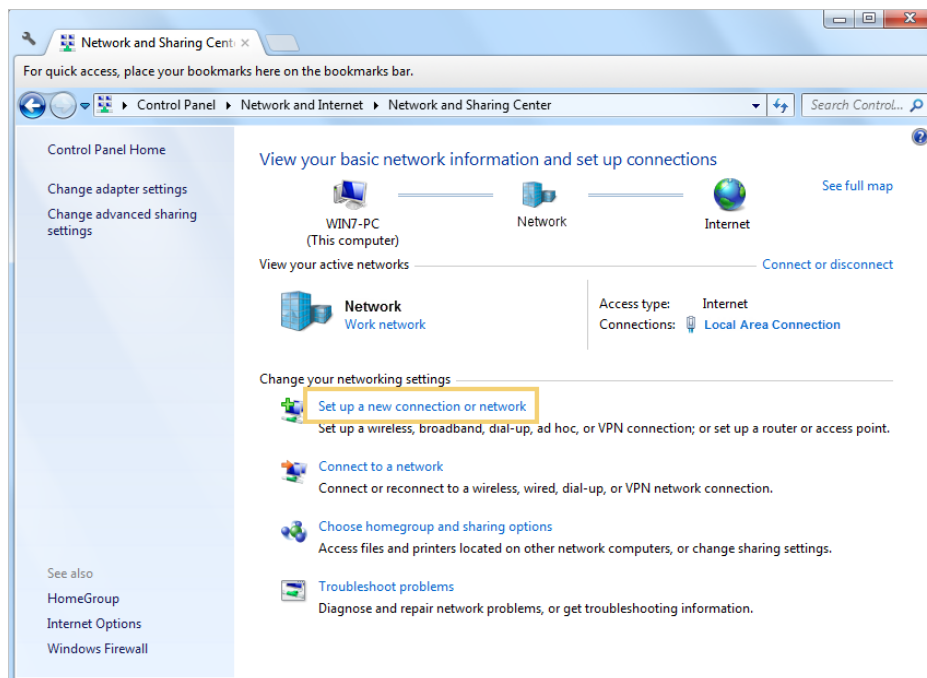 Network and Sharing Cent
For quick access, place your bookmarks here on the bookmarks bar.
Control Panel Network and Internet Network and Sharing Center
Search Control...
Control Panel Home
Change adapter settings
Change advanced sharing
settings
View your basic network information and set up connections
See full map
WIN7-PC
(This computer)
Network
Internet
View your active networks
Connect or disconnect
Network
Work network
Access type: Internet
Connections: Local Area Connection
Change your networking settings
Set up a new connection or network
Set up a wireless, broadband, dial-up, ad hoc, or VPN connection; or set up a router or access point.
Connect to a network
Connect or reconnect to a wireless, wired, dial-up, or VPN network connection.
Choose homegroup and sharing options
Access files and printers located on other network computers, or change sharing settings.
Troubleshoot problems
Diagnose and repair network problems, or get troubleshooting information.
See also
HomeGroup
Internet Options
Windows Firewall